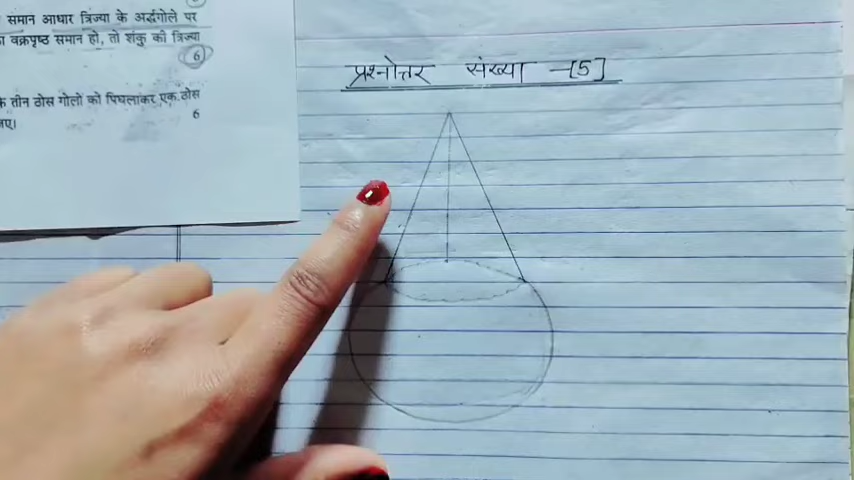 समान आधार त्रिज्या के अर्द्धगोले पर
वक्रपृष्ठ समान हो, तो शंकु की त्रिज्या
6
तीन ठोस गोलों को पिघलाकर एक ठोस
6
प्रश्नोत्तर संख्या -[5]